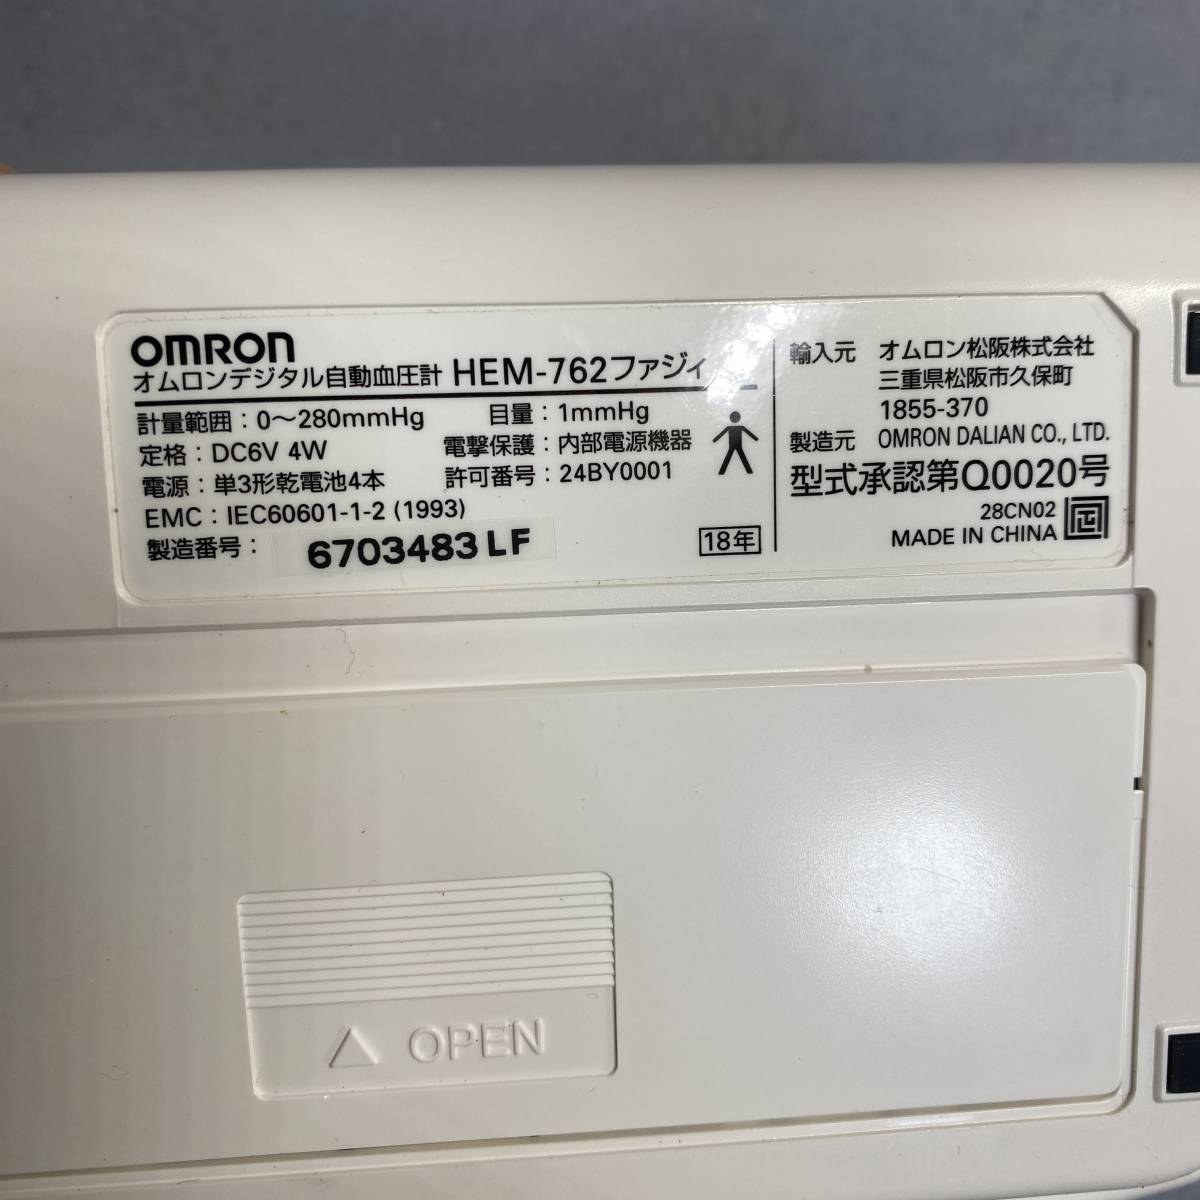 OMRON
オムロンデジタル自動血圧計 HEM-762ファジィ
計量範囲：0～280mmHg 目量：1mmHg
定格：DC6V 4W 電撃保護：内部電源機器
電源：単3形乾電池4本 許可番号：24BY0001
EMC：IEC60601-1-2 (1993)
製造番号： 6703483LF 18年
輸入元 オムロン松阪株式会社
三重県松阪市久保町
1855-370
製造元 OMRON DALIAN CO., LTD.
型式承認第Q0020号
28CN02
MADE IN CHINA
△ OPEN